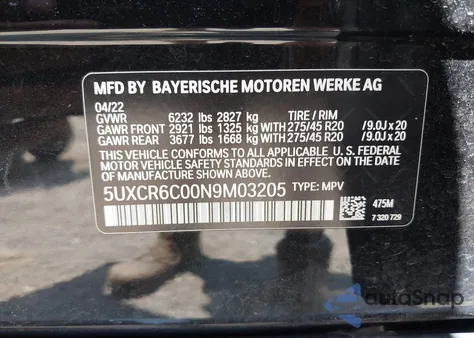 MFD BY BAYERISCHE MOTOREN WERKE AG
04/22
GVWR 6232 lbs 2827 kg TIRE / RIM
GAWR FRONT 2921 lbs 1325 kg WITH 275/45 R20 /9.0J x 20
GAWR REAR 3677 lbs 1668 kg WITH 275/45 R20 /9.0J x 20
THIS VEHICLE CONFORMS TO ALL APPLICABLE U.S. FEDERAL
MOTOR VEHICLE SAFETY STANDARDS IN EFFECT ON THE DATE
OF MANUFACTURE SHOWN ABOVE.
5UXCR6C00N9M03205 TYPE: MPV
475M
7 320 729
autoSnap